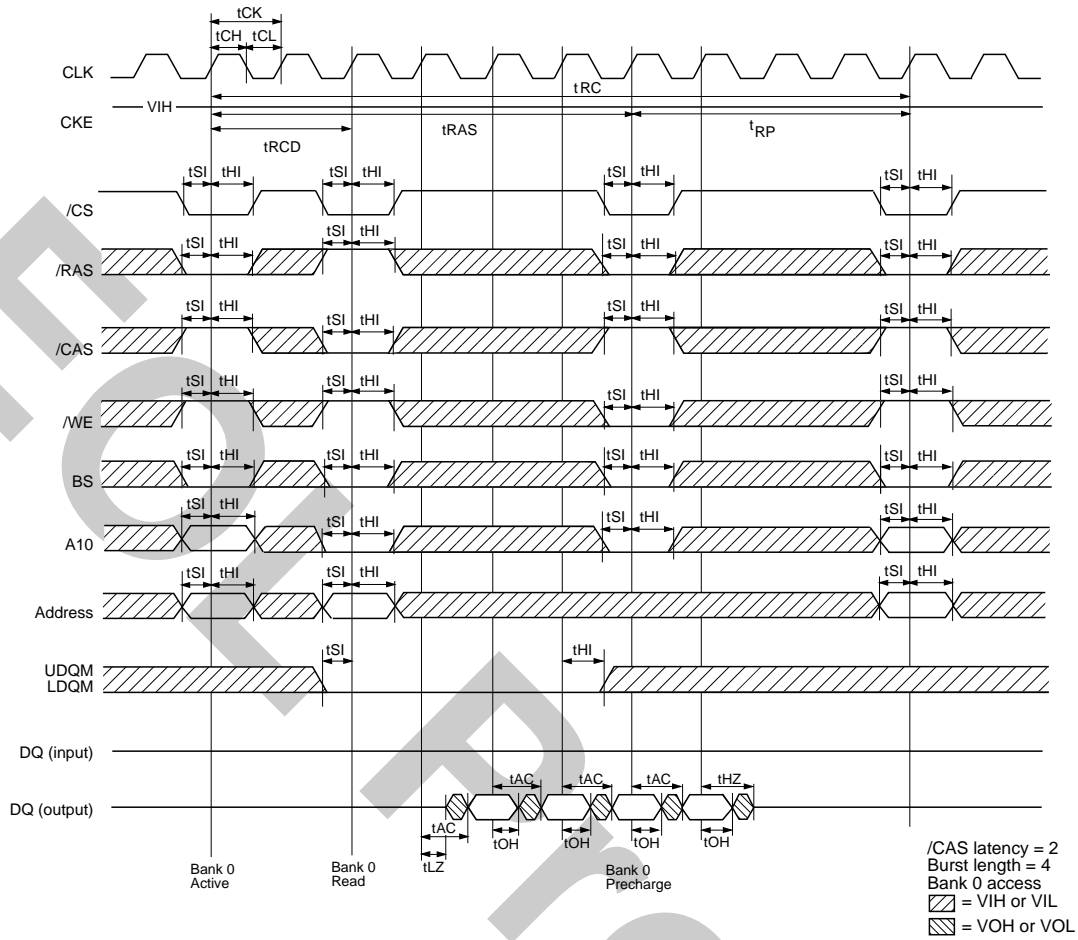 tCK
tCH tCL
CLK
tRC
VIH
CKE
tRAS
tRP
tRCD
tSI tHI tSI tHI tSI tHI tSI tHI
/CS
tSI tHI tSI tHI tSI tHI tSI tHI
/RAS
tSI tHI tSI tHI tSI tHI tSI tHI
/CAS
tSI tHI tSI tHI tSI tHI tSI tHI
/WE
tSI tHI tSI tHI tSI tHI tSI tHI
BS
tSI tHI tSI tHI tSI tHI tSI tHI
A10
tSI tHI tSI tHI tSI tHI
Address
tSI tHI
UDQM
LDQM
DQ (input)
tAC tAC tAC tHZ
DQ (output)
tAC
tOH tOH tOH tOH
tLZ
Bank 0
Active
Bank 0
Read
Bank 0
Precharge
/CAS latency = 2
Burst length = 4
Bank 0 access
= VIH or VIL
= VOH or VOL
EOL Pro